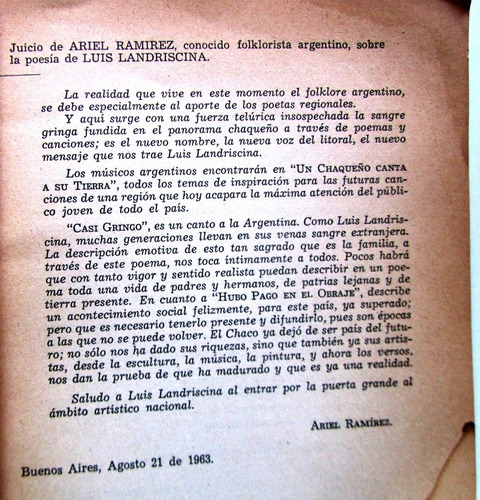 Juicio de ARIEL RAMIREZ, conocido folklorista argentino, sobre
la poesía de LUIS LANDRISCINA.
La realidad que vive en este momento el folklore argentino,
se debe especialmente al aporte de los poetas regionales.
Y aquí surge con una fuerza telúrica insospechada la sangre
gringa fundida en el panorama chaqueño a través de poemas y
canciones; es el nuevo nombre, la nueva voz del litoral, el nuevo
mensaje que nos trae Luis Landriscina.
Los músicos argentinos encontrarán en "UN CHAQUEÑO CANTA
A SU TIERRA", todos los temas de inspiración para las futuras can-
ciones de una región que hoy acapara la máxima atención del públi-
co joven de todo el país.
"CASI GRINGO", es un canto a la Argentina. Como Luis Landris-
cina, muchas generaciones llevan en sus venas sangre extranjera.
La descripción emotiva de esto tan sagrado que es la familia, a
través de este poema, nos toca íntimamente a todos. Pocos habrá
que con tanto vigor y sentido realista puedan describir en un poe-
ma toda una vida de padres y hermanos, de patrias lejanas y de
tierra presente. En cuanto a "HUBO PAGO EN EL OBRAJE", describe
un acontecimiento social felizmente, para este país, ya superado;
pero que es necesario tenerlo presente y difundirlo, pues son épocas
a las que no se puede volver. El Chaco ya dejó de ser país del futu-
ro; no sólo nos ha dado sus riquezas, sino que también ya sus artis-
tas, desde la escultura, la música, la pintura, y ahora los versos,
nos dan la prueba de que ha madurado y que es ya una realidad.
Saludo a Luis Landriscina al entrar por la puerta grande al
ámbito artístico nacional.
ARIEL RAMÍREZ.
Buenos Aires, Agosto 21 de 1963.